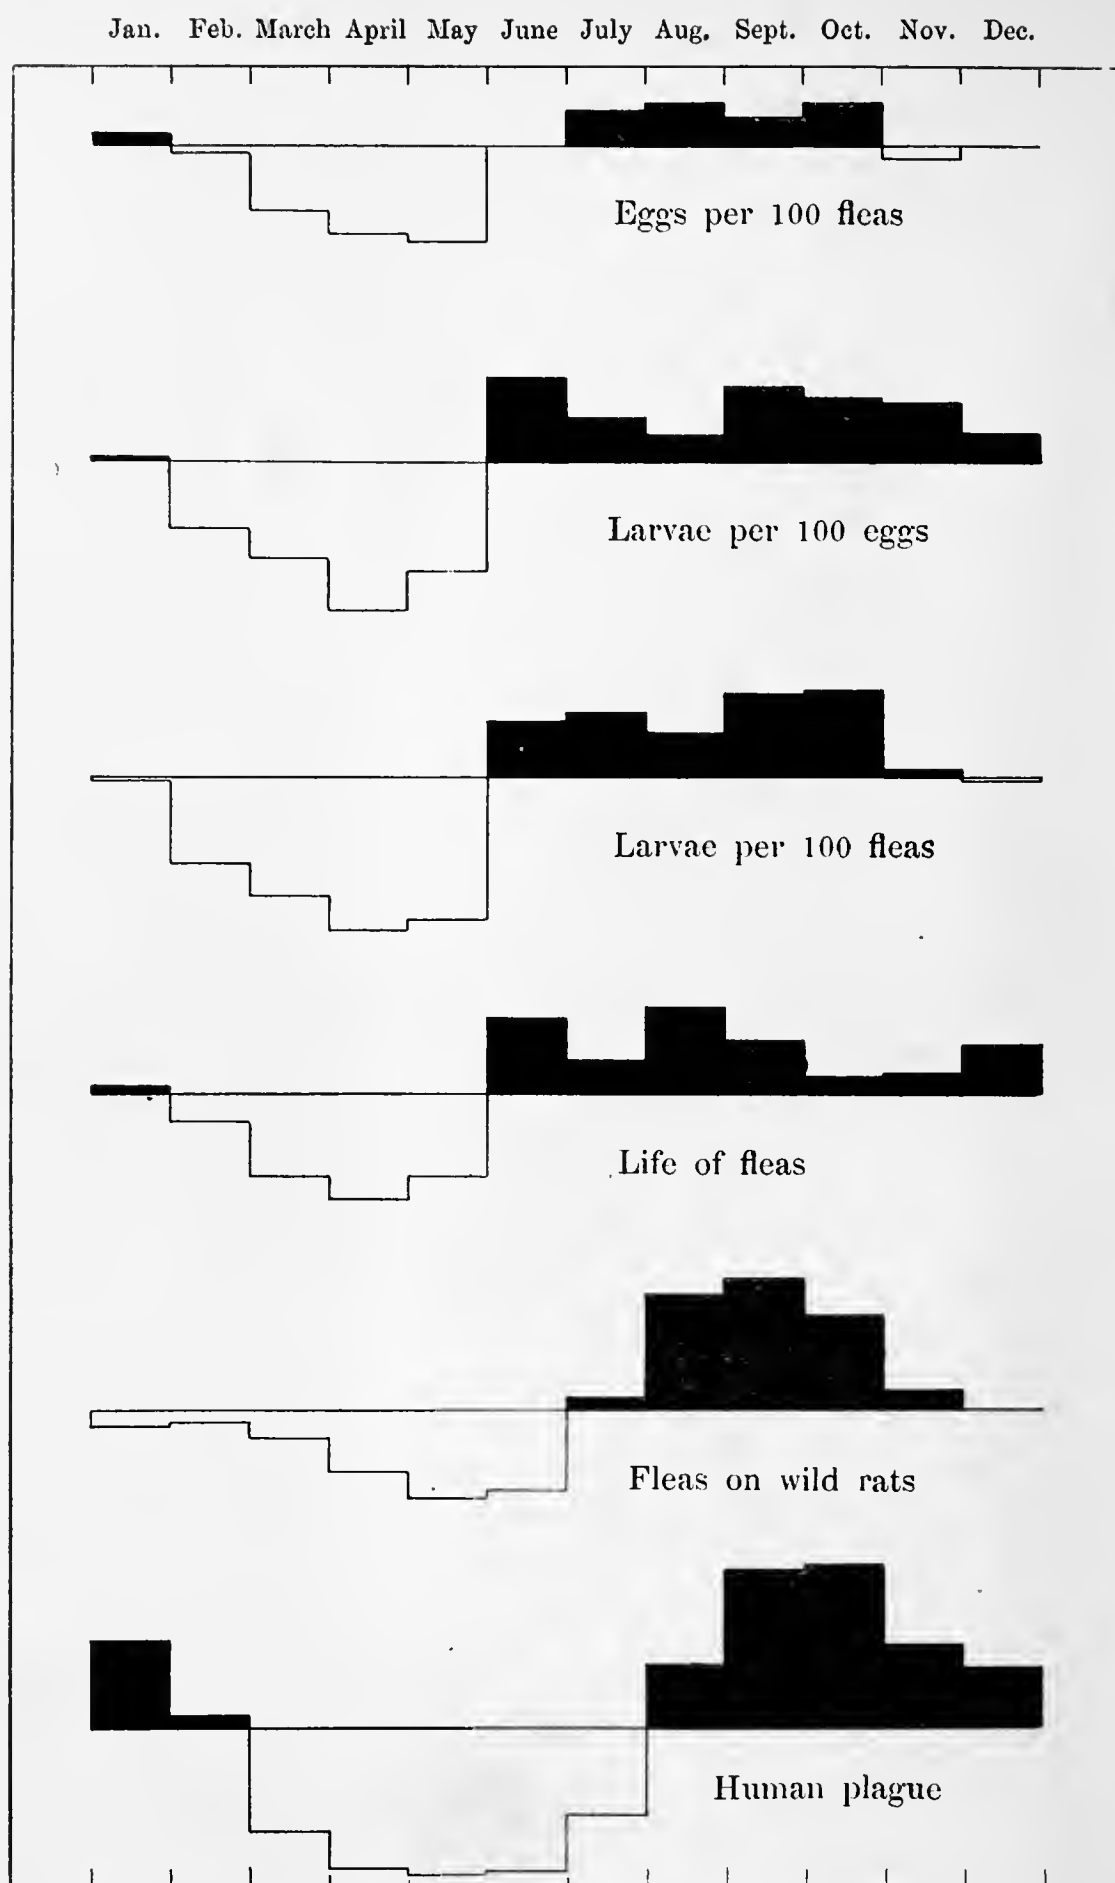 Jan. Feb. March April May June July Aug. Sept. Oct. Nov. Dec.
Eggs per 100 fleas
Larvae per 100 eggs
Larvae per 100 fleas
Life of fleas
Fleas on wild rats
Human plague